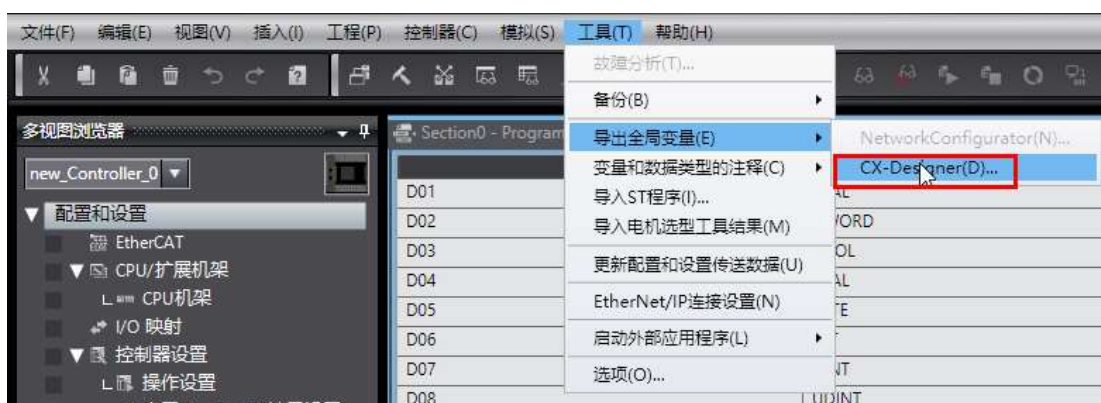 文件(F) 编辑(E) 视图(V) 插入(I) 工程(P) 控制器(C) 模拟(S) 工具(T) 帮助(H)
故障分析(T)...
备份(B)
多视图浏览器
Section0 - Program
导出全局变量(E)
NetworkConfigurator(N)...
new_Controller_0
变量和数据类型的注释(C)
CX-Designer(D)...
D01
导入ST程序(I)...
AL
配置和设置
D02
导入电机选型工具结果(M)
WORD
EtherCAT
D03
OL
CPU/扩展机架
更新配置和设置传送数据(U)
D04
AL
CPU机架
EtherNet/IP连接设置(N)
D05
TE
I/O 映射
D06
启动外部应用程序(L)
控制器设置
D07
选项(O)...
NT
操作设置
D08
UDINT